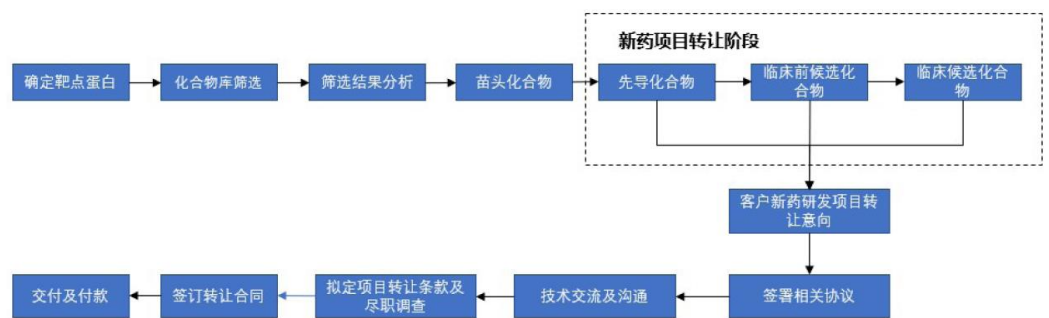 新药项目转让阶段
确定靶点蛋白
化合物库筛选
筛选结果分析
苗头化合物
先导化合物
临床前候选化
合物
临床候选化合
物
客户新药研发项目转
让意向
交付及付款
签订转让合同
拟定项目转让条款及
尽职调查
技术交流及沟通
签署相关协议